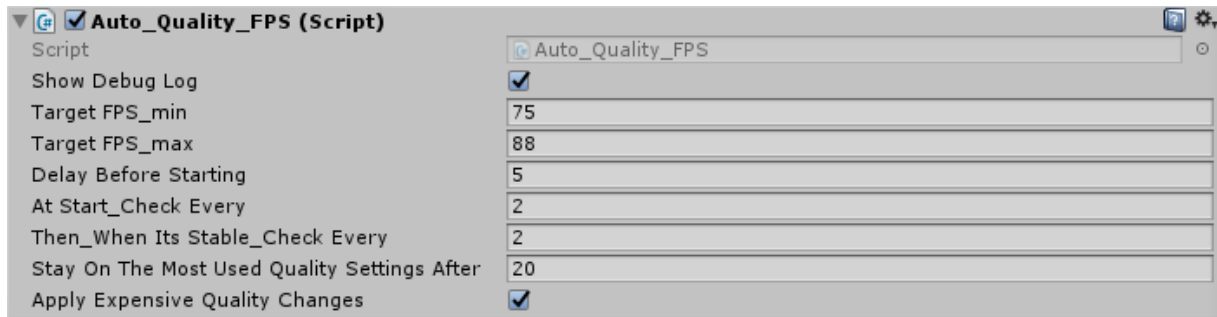 Auto_Quality_FPS (Script)
Script Auto_Quality_FPS
Show Debug Log
Target FPS_min 75
Target FPS_max 88
Delay Before Starting 5
At Start_Check Every 2
Then_When Its Stable_Check Every 2
Stay On The Most Used Quality Settings After 20
Apply Expensive Quality Changes